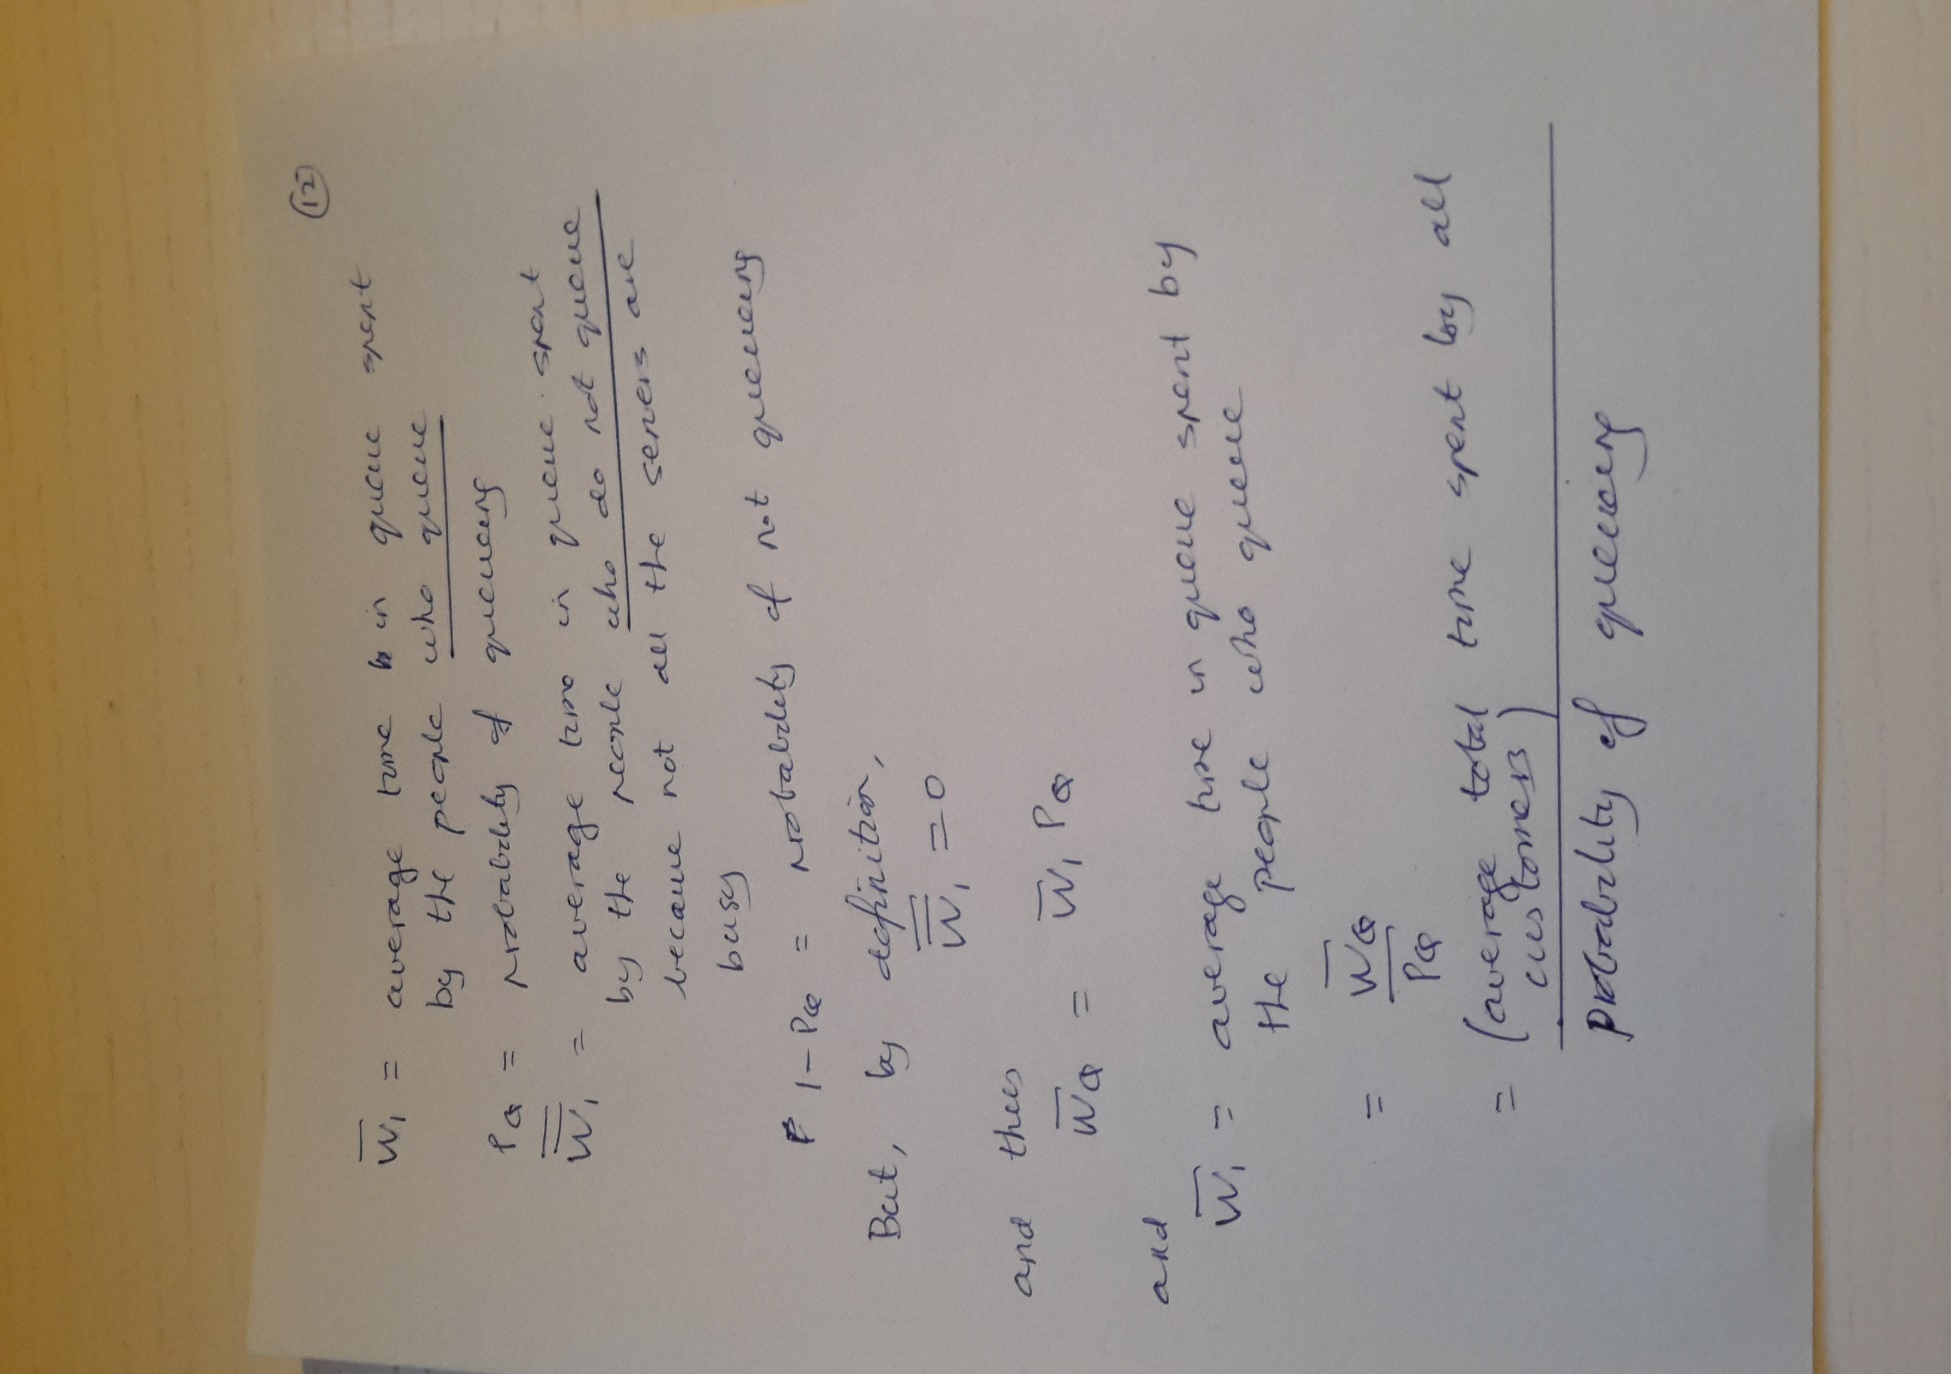 (12)
W̅₁ = average time in queue spent
by the people who queue
P_Q = probability of queueing
W̿₁ = average time in queue spent
by the people who do not queue
because not all the servers are
busy
1-P_Q = probability of not queueing
But, by definition,
W̿₁ = 0
and thus
W̅_Q = W̅₁ P_Q
and
W̅₁ = average time in queue spent by
the people who queue
= W̅_Q / P_Q
= (average total time spent by all
customers)
probability of queueing